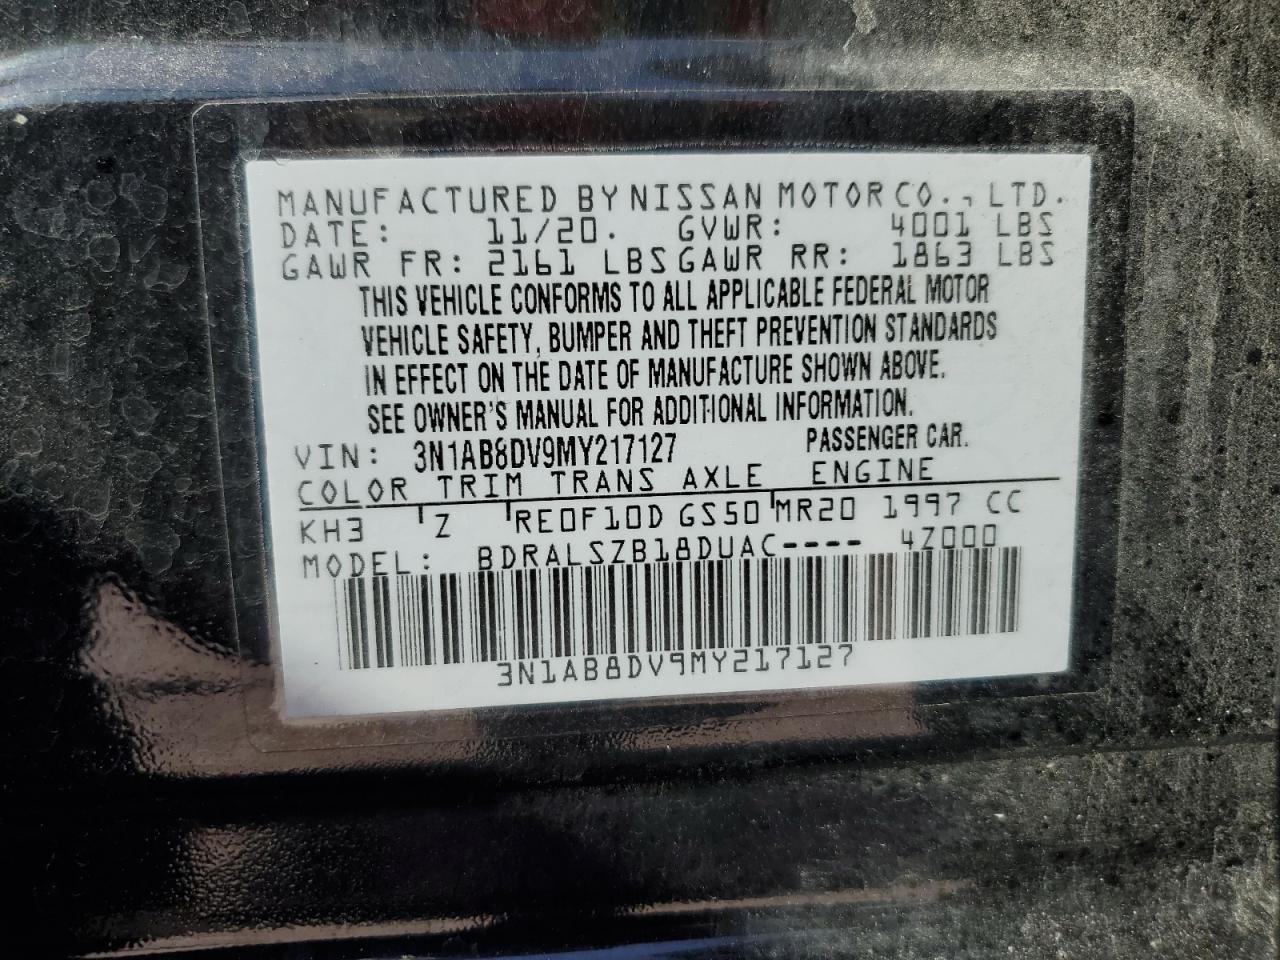 MANUFACTURED BY NISSAN MOTOR CO., LTD.
DATE: 11/20. GVWR: 4001 LBS
GAWR FR: 2161 LBS GAWR RR: 1863 LBS
THIS VEHICLE CONFORMS TO ALL APPLICABLE FEDERAL MOTOR
VEHICLE SAFETY, BUMPER AND THEFT PREVENTION STANDARDS
IN EFFECT ON THE DATE OF MANUFACTURE SHOWN ABOVE.
SEE OWNER'S MANUAL FOR ADDITIONAL INFORMATION.
VIN: 3N1AB8DV9MY217127 PASSENGER CAR.
COLOR TRIM TRANS AXLE ENGINE
KH3 Z RE0F10D GS50 MR20 1997 CC
MODEL: BDRALSZB18DUAC---- 4Z000
3N1AB8DV9MY217127